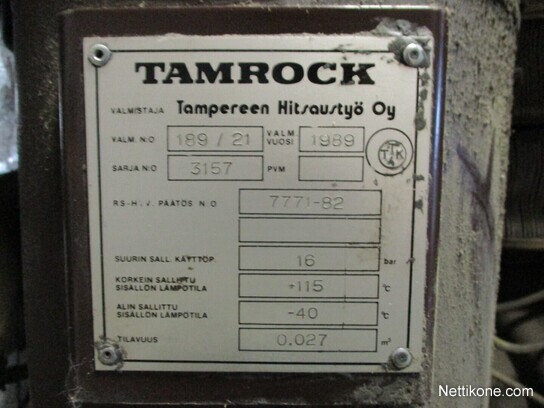 TAMROCK
VALMISTAJA Tampereen Hitsaustyö Oy
VALM. N:O 189 / 21 VALM VUOSI 1989
SARJA N:O 3157 PVM
RS-H.V. PÄÄTÖS N:O 7771-82
SUURIN SALL. KÄYTTÖP. 16 bar
KORKEIN SALLITTU
SISÄLLÖN LÄMPÖTILA +115 °C
ALIN SALLITTU
SISÄLLÖN LÄMPÖTILA -40 °C
TILAVUUS 0.027 m³
Nettikone.com